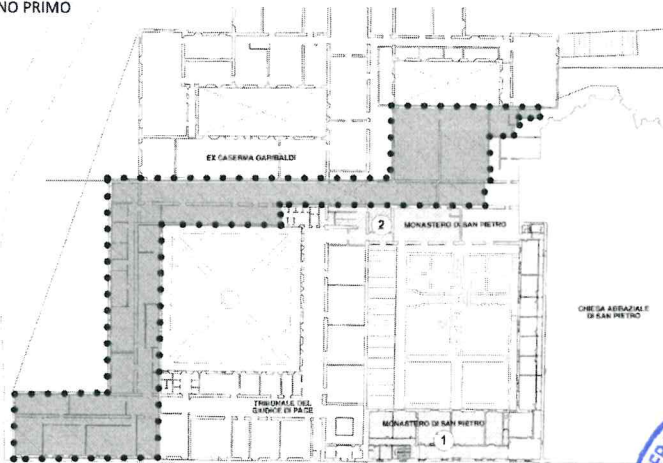 NO PRIMO
EX CASERMA GARIBALDI
2
MONASTERO DI SAN PIETRO
CHIESA ABBAZIALE
DI SAN PIETRO
TRIBUNALE DEL
GIUDICE DI PACE
MONASTERO DI SAN PIETRO
1